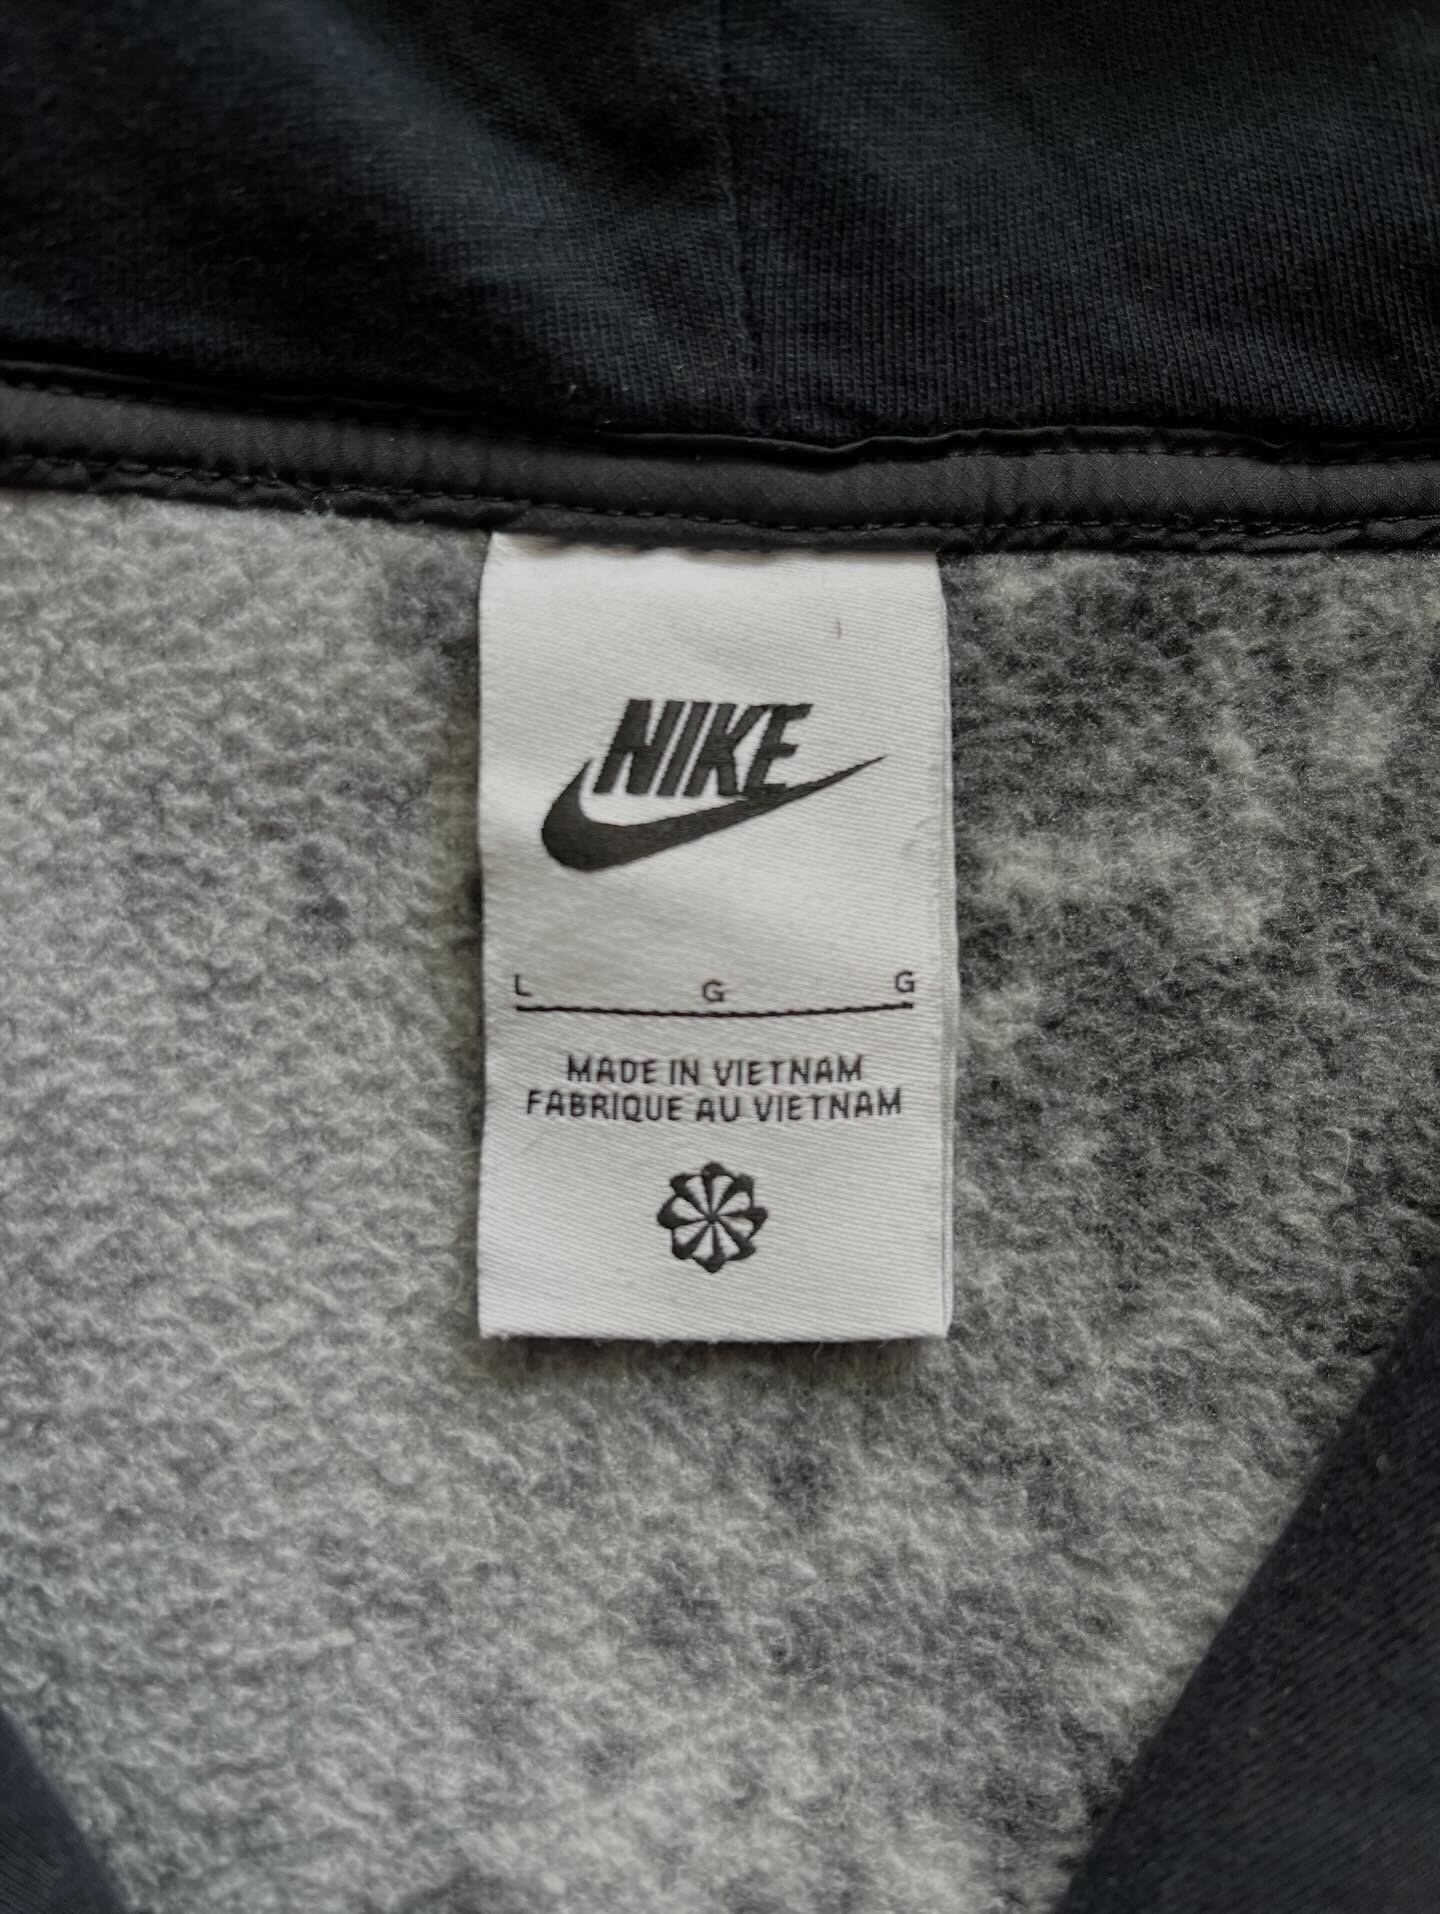 NIKE
L G G
MADE IN VIETNAM
FABRIQUE AU VIETNAM